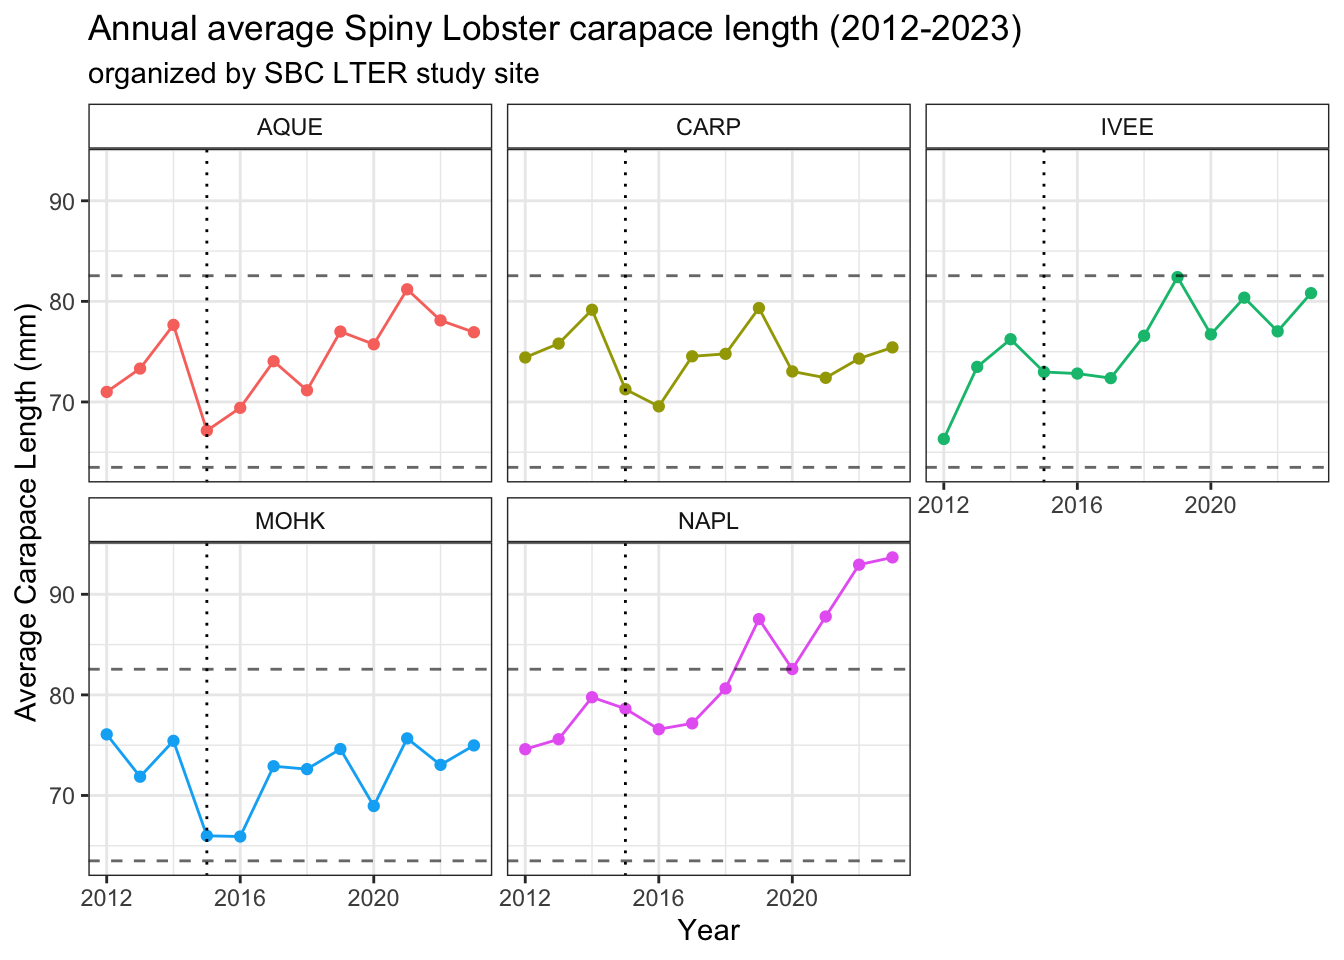 Annual average Spiny Lobster carapace length (2012-2023)
organized by SBC LTER study site
AQUE
CARP
IVEE
90
80
70
2012
2016
2020
MOHK
NAPL
90
80
70
2012
2016
2020
2012
2016
2020
Average Carapace Length (mm)
Year